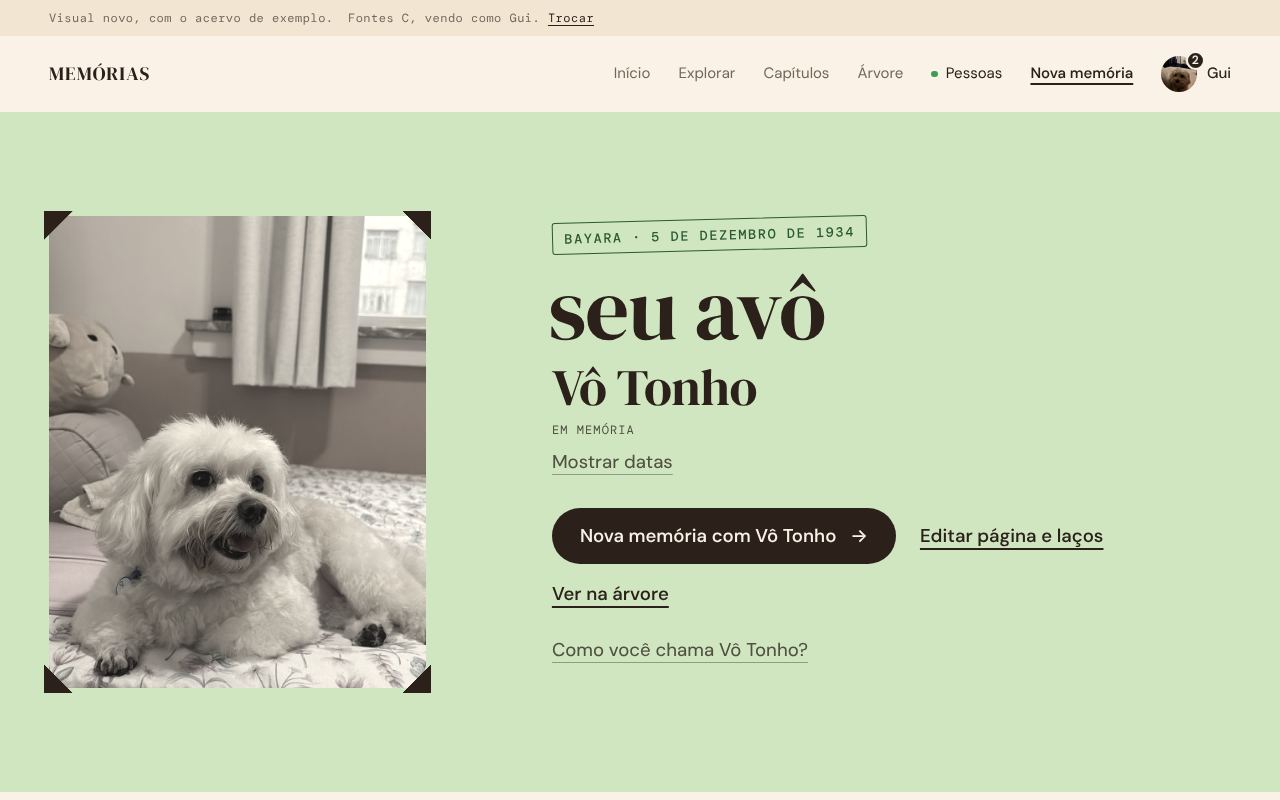 Visual novo, com o acervo de exemplo. Fontes C, vendo como Gui. Trocar
MEMÓRIAS
Início
Explorar
Capítulos
Árvore
Pessoas
Nova memória
2
Gui
BAYARA · 5 DE DEZEMBRO DE 1934
seu avô
Vô Tonho
EM MEMÓRIA
Mostrar datas
Nova memória com Vô Tonho →
Editar página e laços
Ver na árvore
Como você chama Vô Tonho?